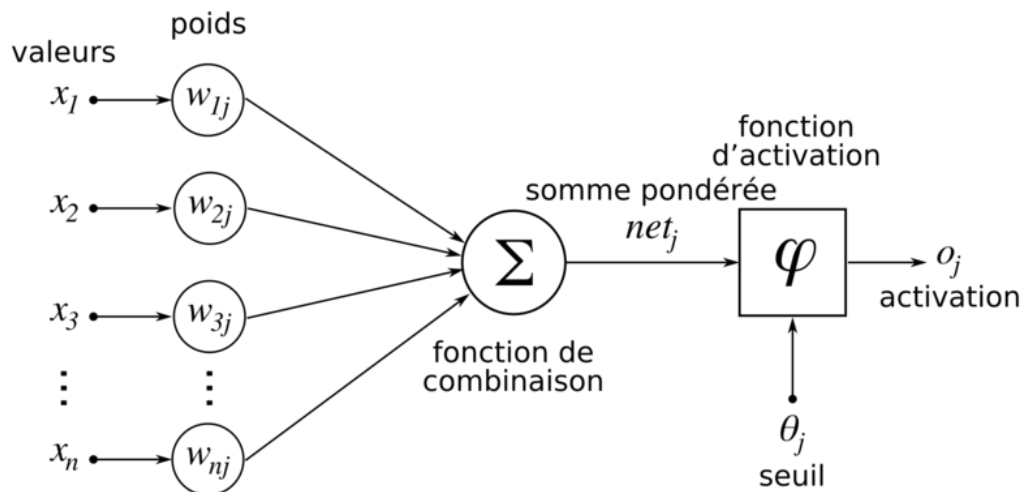 valeurs
poids
x1
w1j
x2
w2j
x3
w3j
⋮
⋮
xn
wnj
Σ
fonction de
combinaison
somme pondérée
netj
fonction
d’activation
φ
oj
activation
θj
seuil